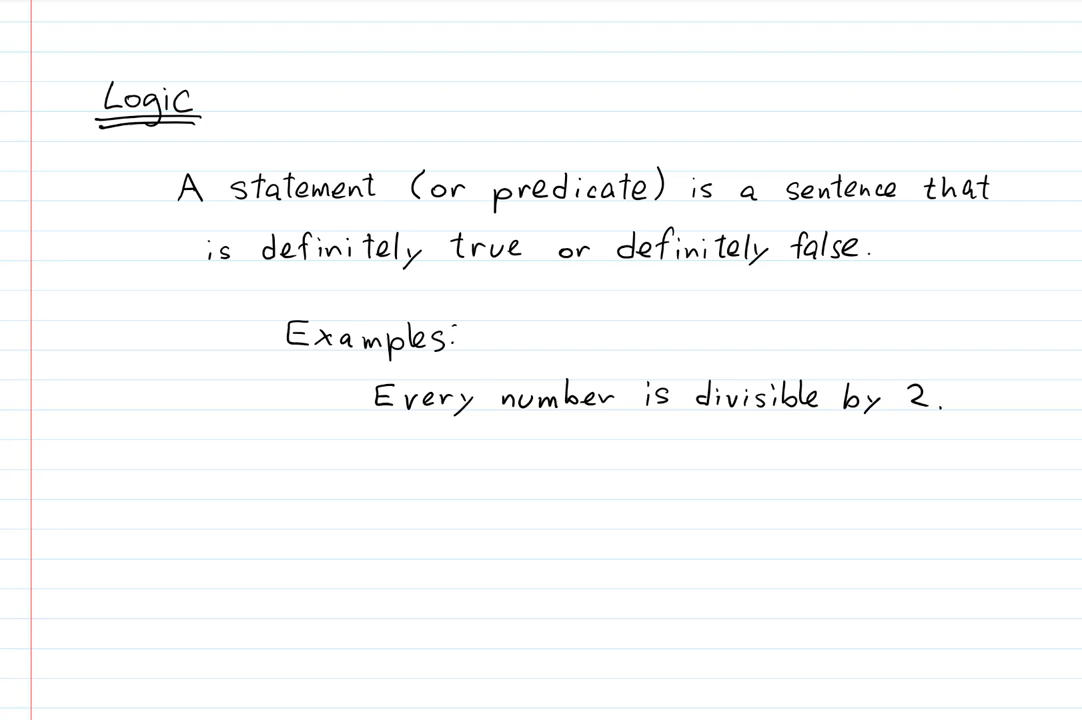 Logic
A statement (or predicate) is a sentence that
is definitely true or definitely false.
Examples:
Every number is divisible by 2.